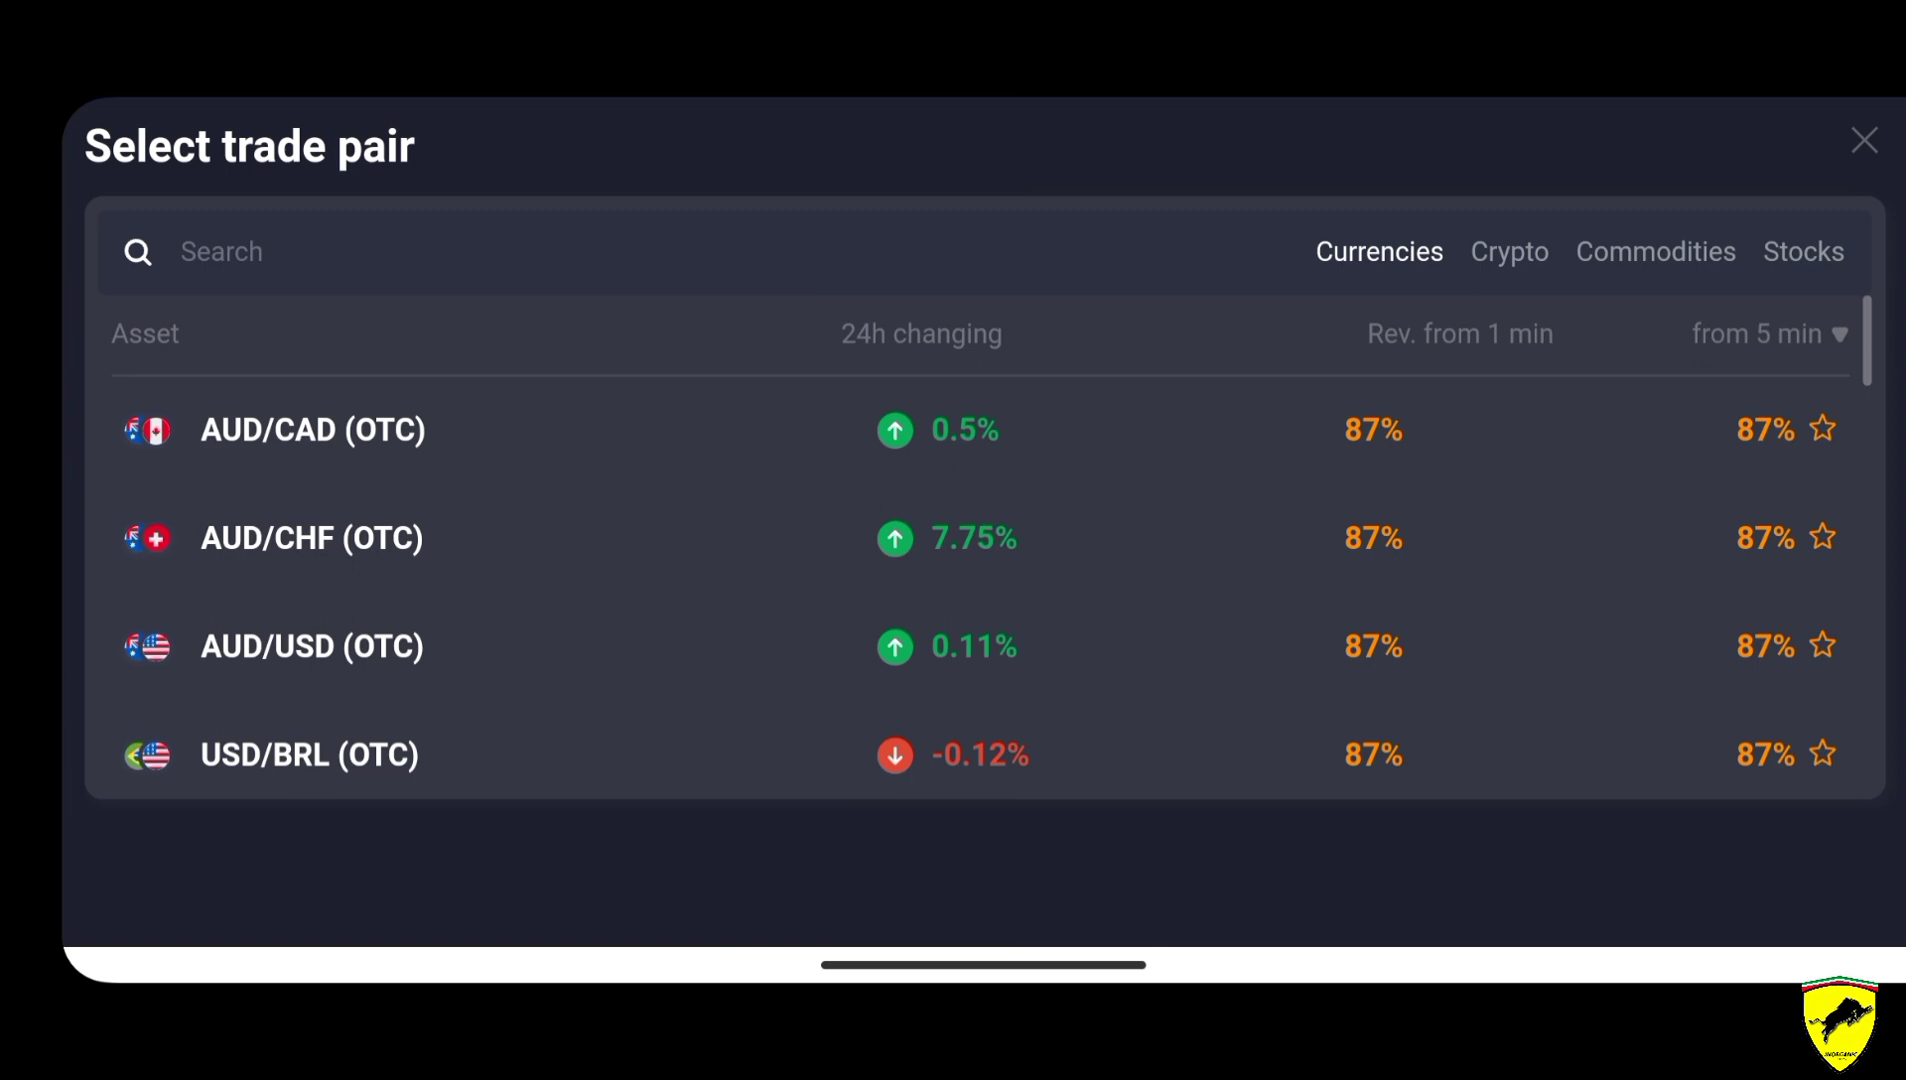 Select trade pair
Search
Currencies Crypto Commodities Stocks
Asset 24h changing Rev. from 1 min from 5 min
AUD/CAD (OTC) 0.5% 87% 87%
AUD/CHF (OTC) 7.75% 87% 87%
AUD/USD (OTC) 0.11% 87% 87%
USD/BRL (OTC) -0.12% 87% 87%